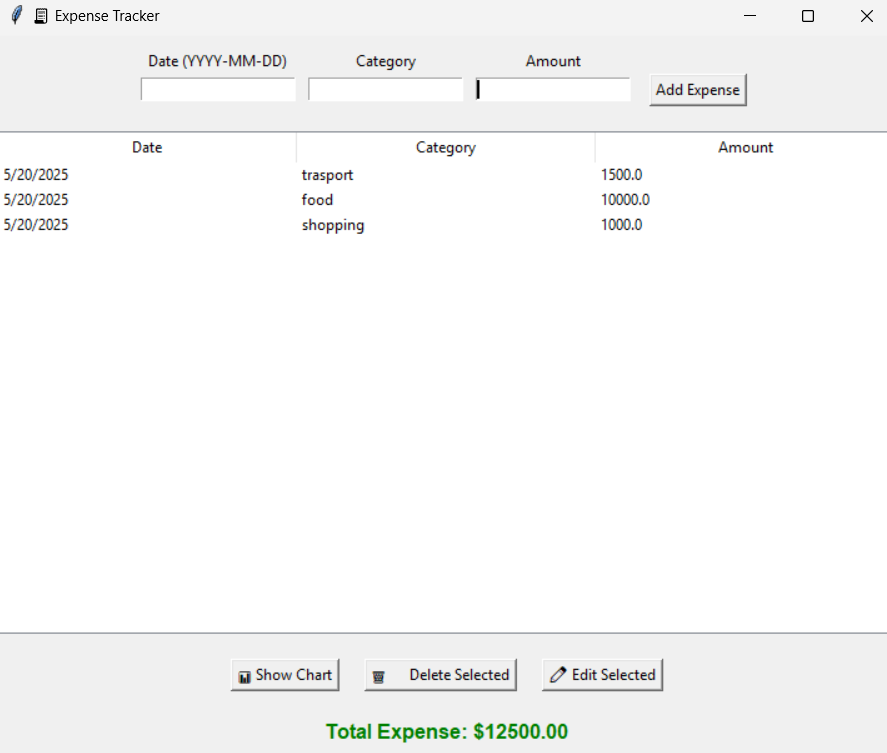 Expense Tracker
Date (YYYY-MM-DD) Category Amount
Add Expense
Date Category Amount
5/20/2025 trasport 1500.0
5/20/2025 food 10000.0
5/20/2025 shopping 1000.0
Show Chart Delete Selected Edit Selected
Total Expense: $12500.00